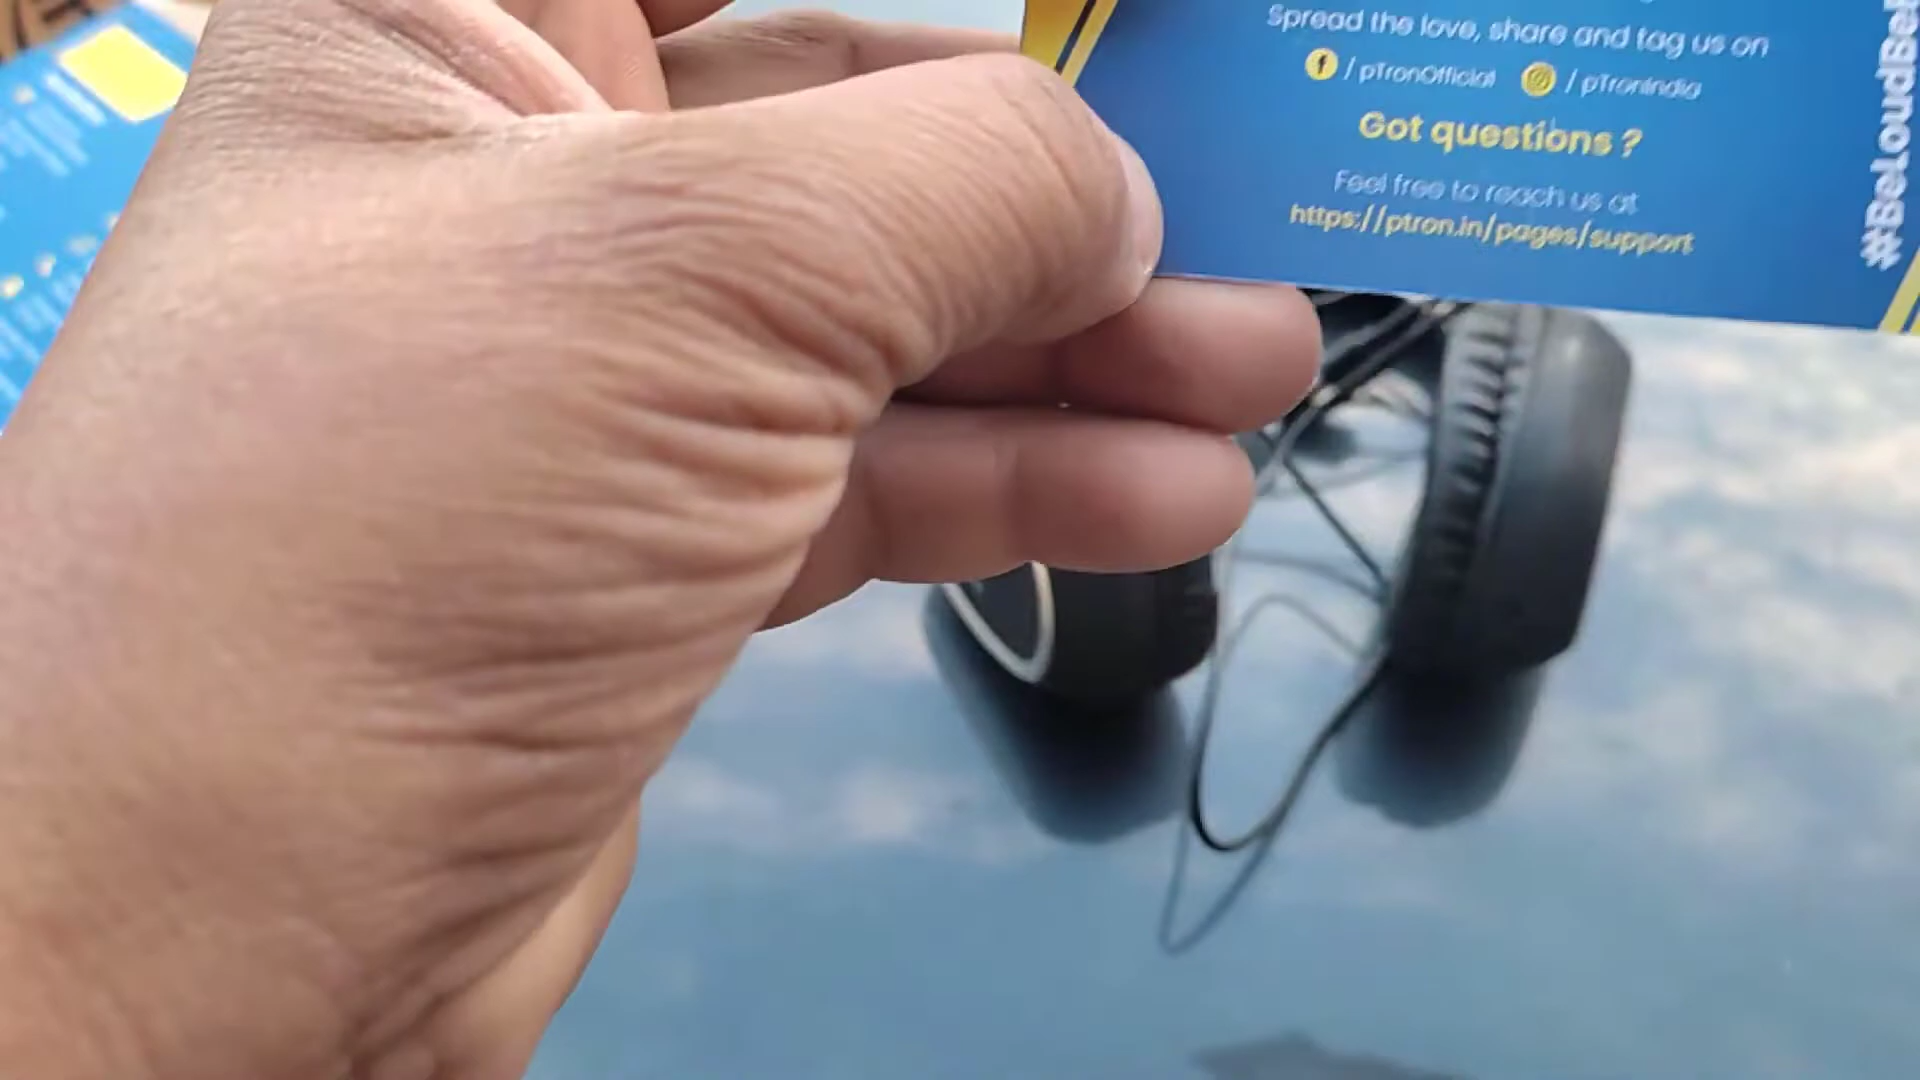 Spread the love, share and tag us on
/ pTronOfficial / pTronIndia
Got questions ?
Feel free to reach us at
https://ptron.in/pages/support